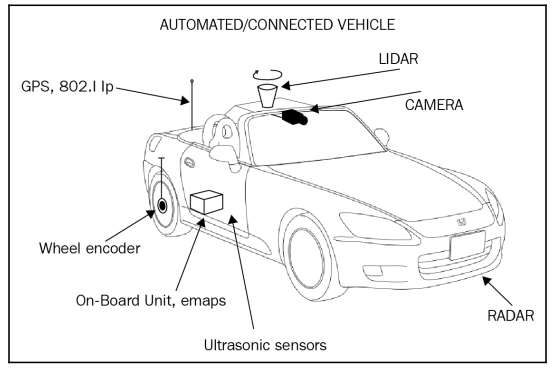 AUTOMATED/CONNECTED VEHICLE
LIDAR
GPS, 802.I Ip
CAMERA
Wheel encoder
On-Board Unit, emaps
RADAR
Ultrasonic sensors